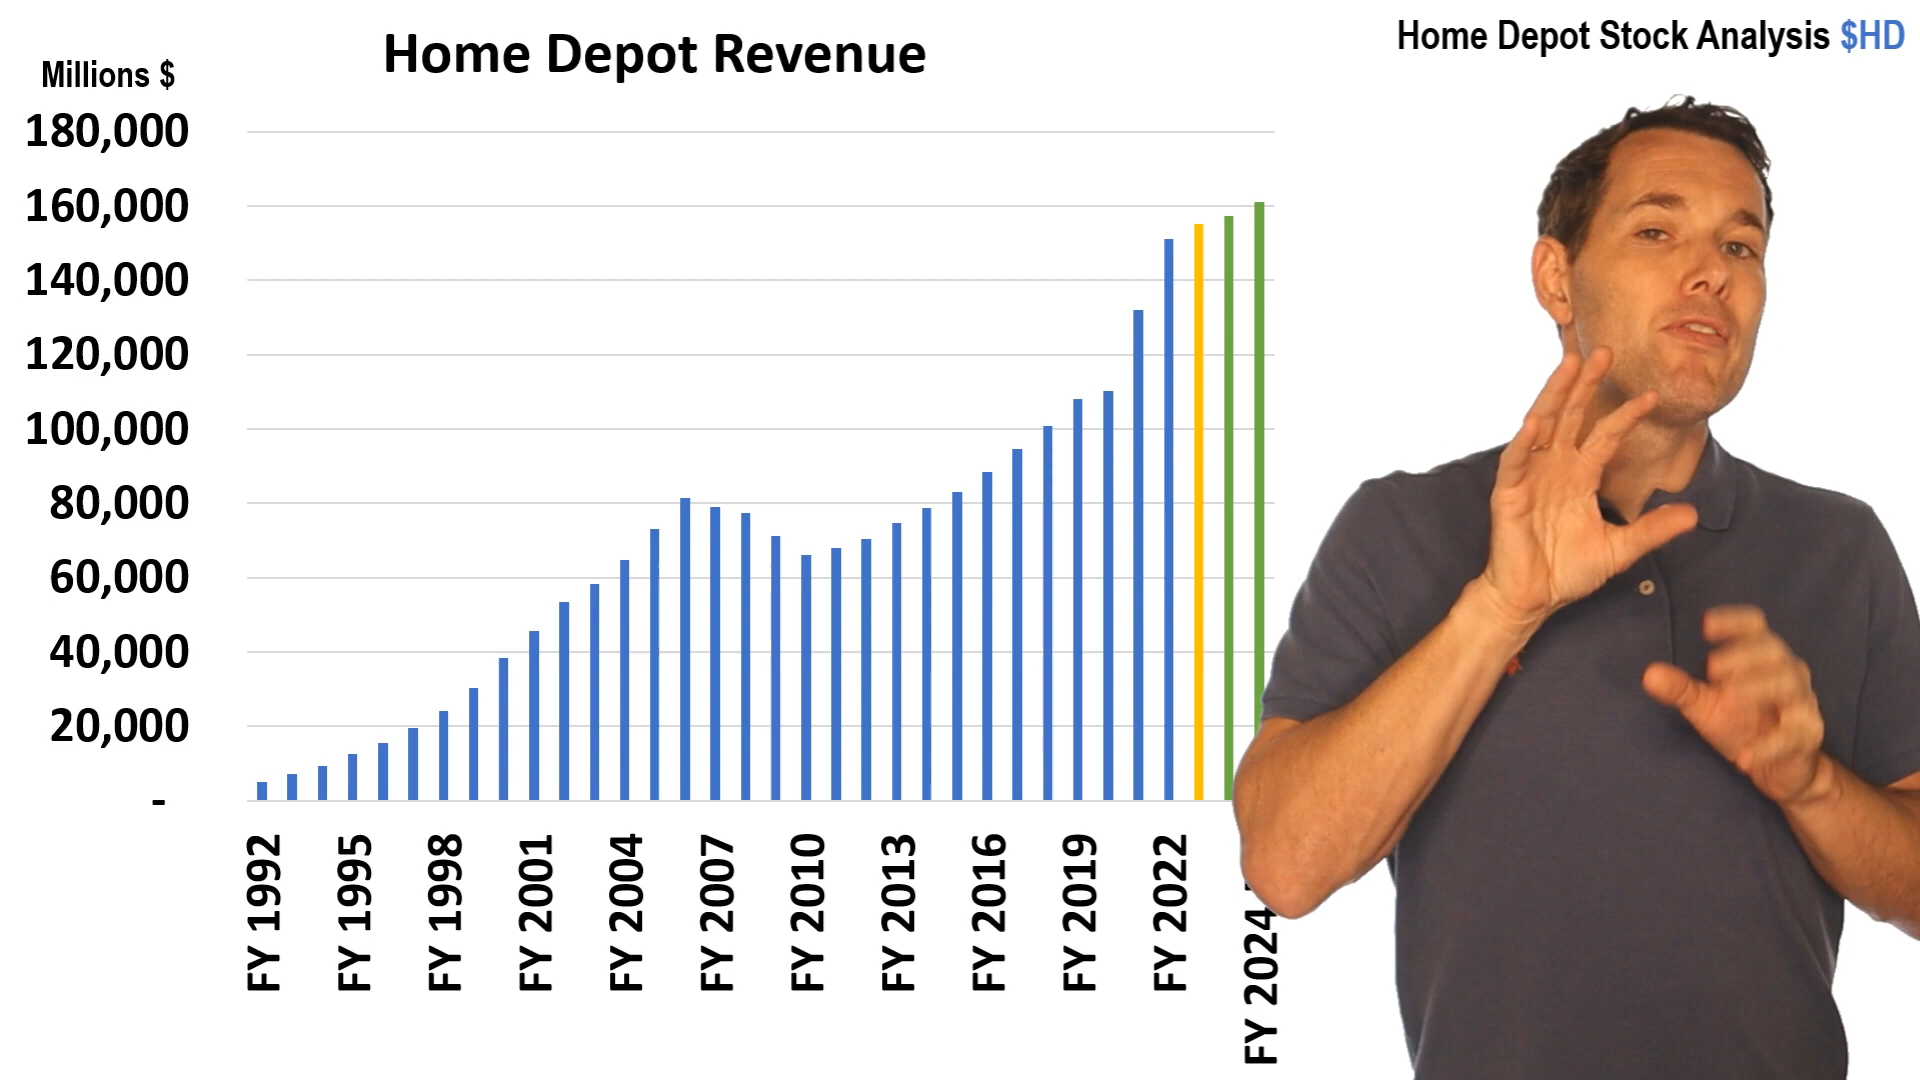 Home Depot Stock Analysis $HD
Home Depot Revenue
Millions $
180,000
160,000
140,000
120,000
100,000
80,000
60,000
40,000
20,000
-
FY 1992
FY 1995
FY 1998
FY 2001
FY 2004
FY 2007
FY 2010
FY 2013
FY 2016
FY 2019
FY 2022
FY 2024